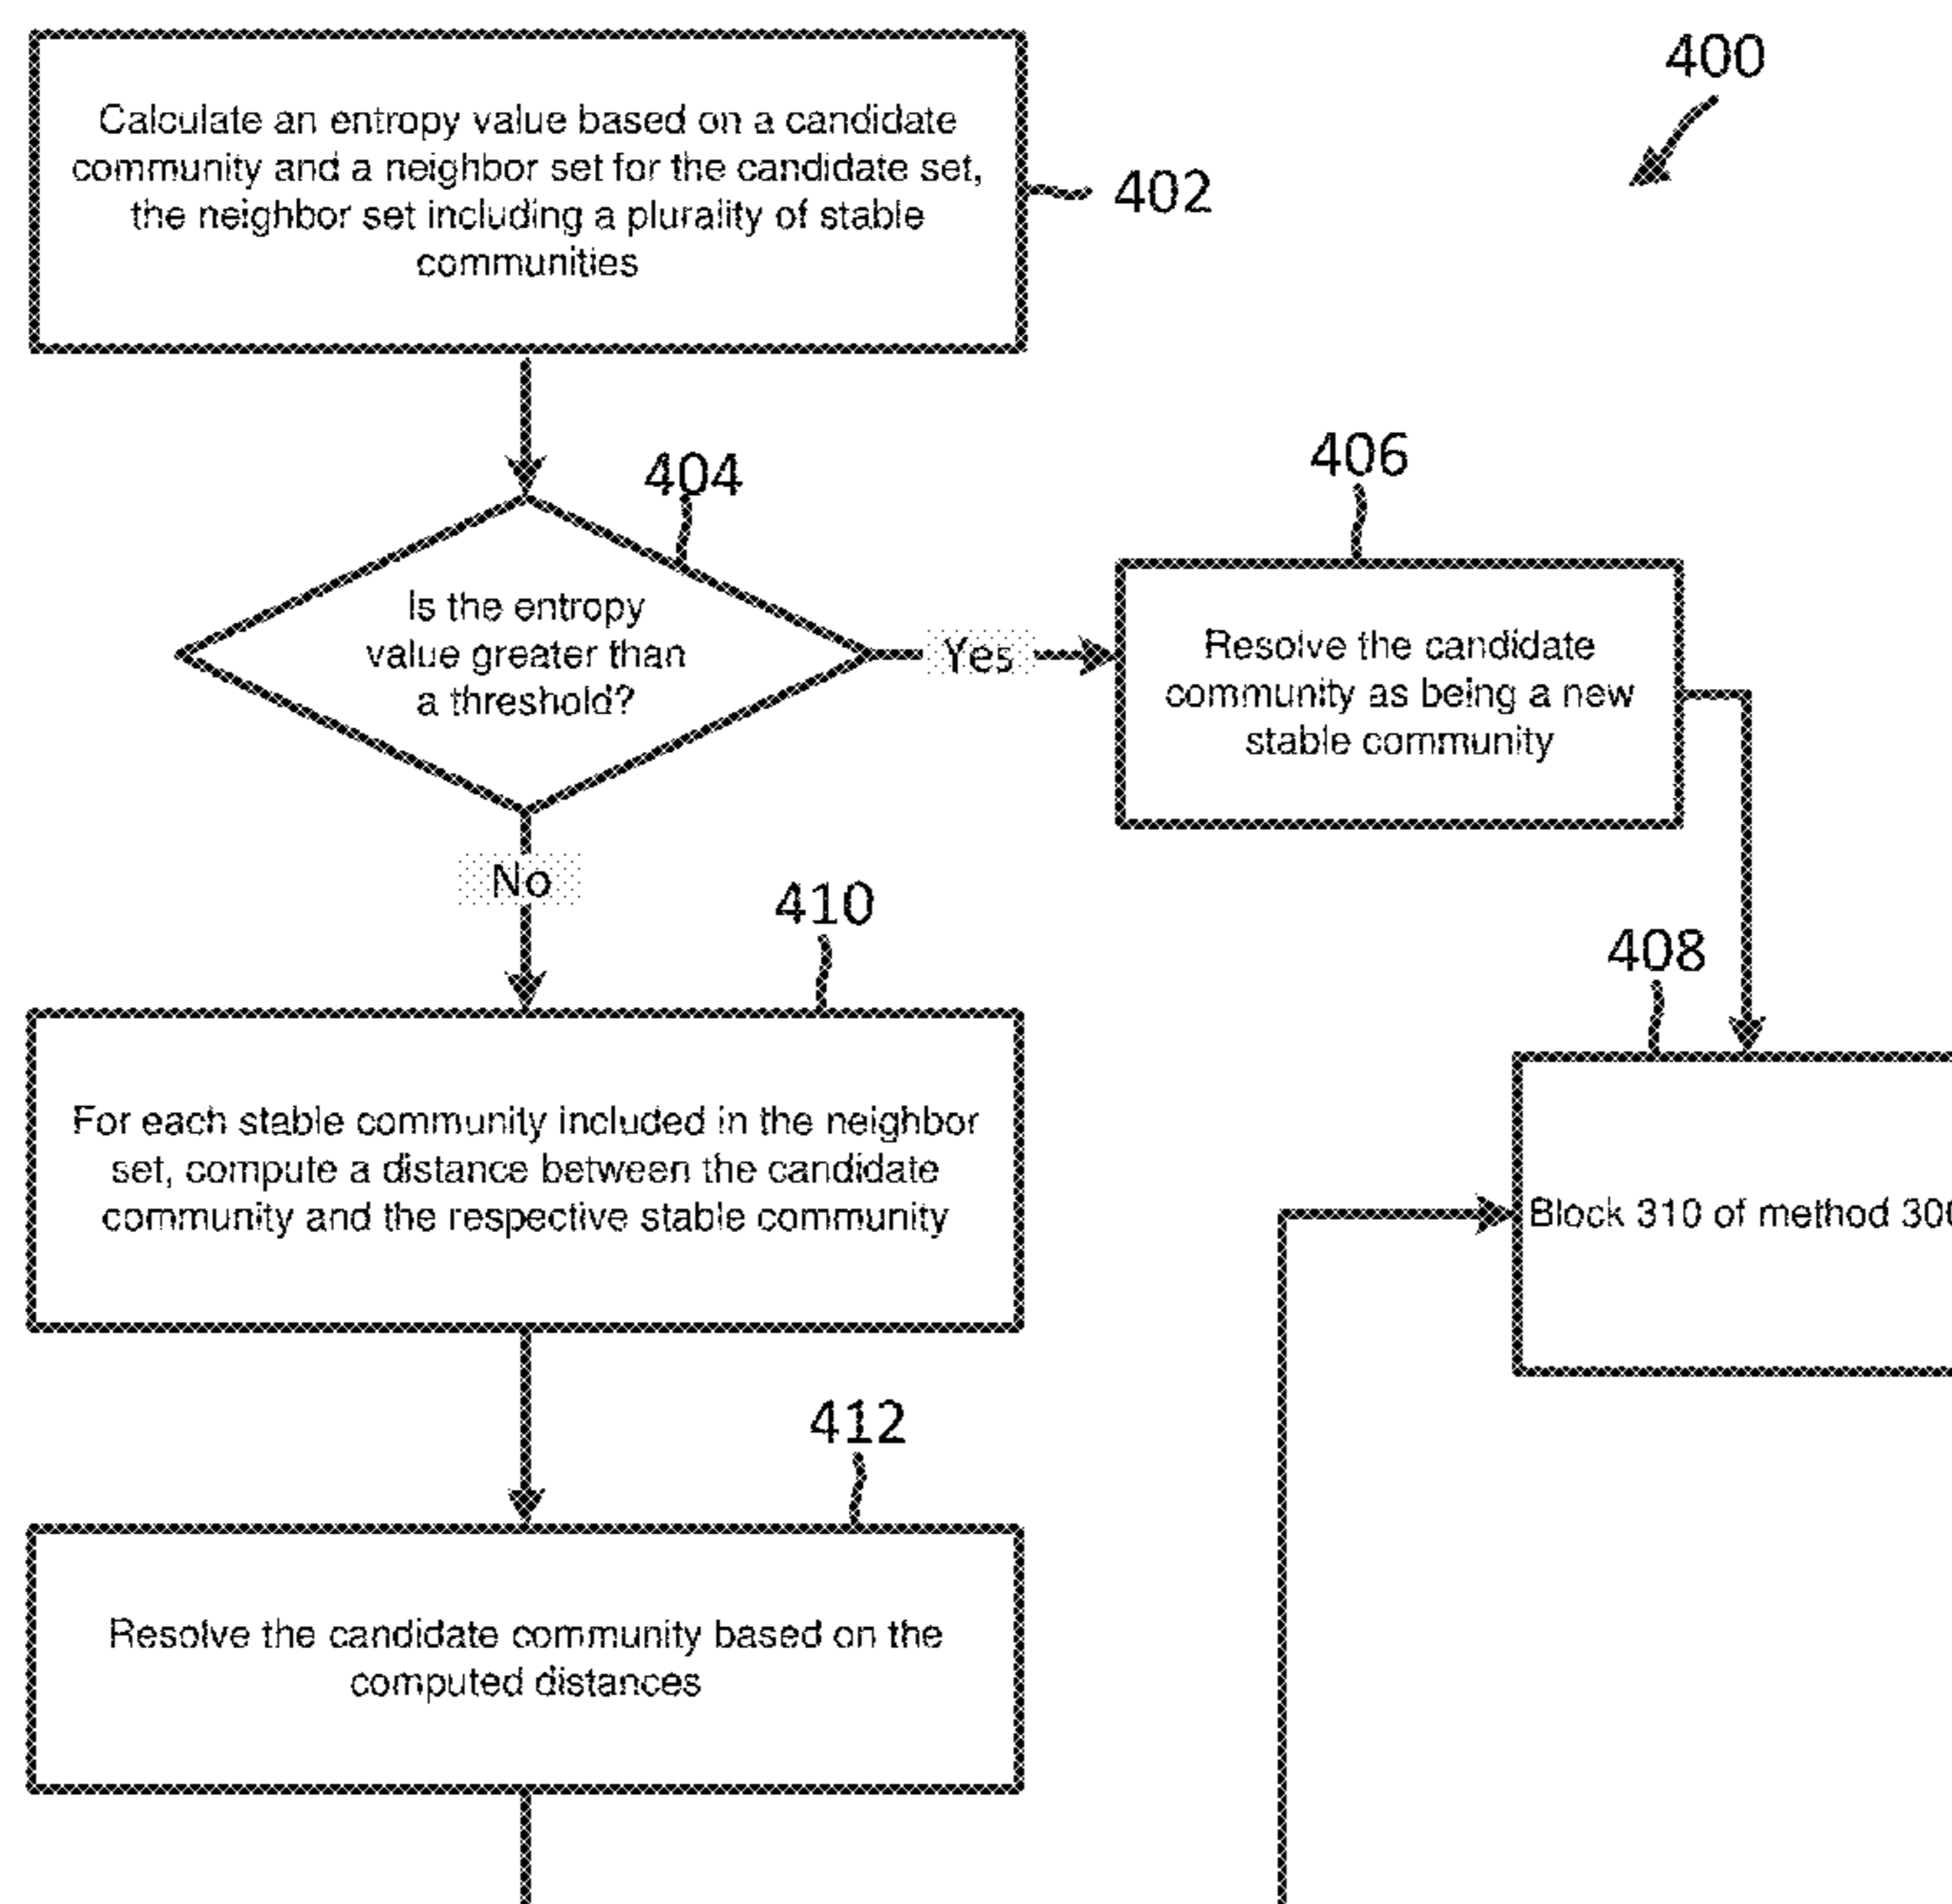 400
Calculate an entropy value based on a candidate
community and a neighbor set for the candidate set,
the neighbor set including a plurality of stable
communities
402
404
Is the entropy
value greater than
a threshold?
Yes
406
Resolve the candidate
community as being a new
stable community
No
410
408
For each stable community included in the neighbor
set, compute a distance between the candidate
community and the respective stable community
Block 310 of method 300
412
Resolve the candidate community based on the
computed distances